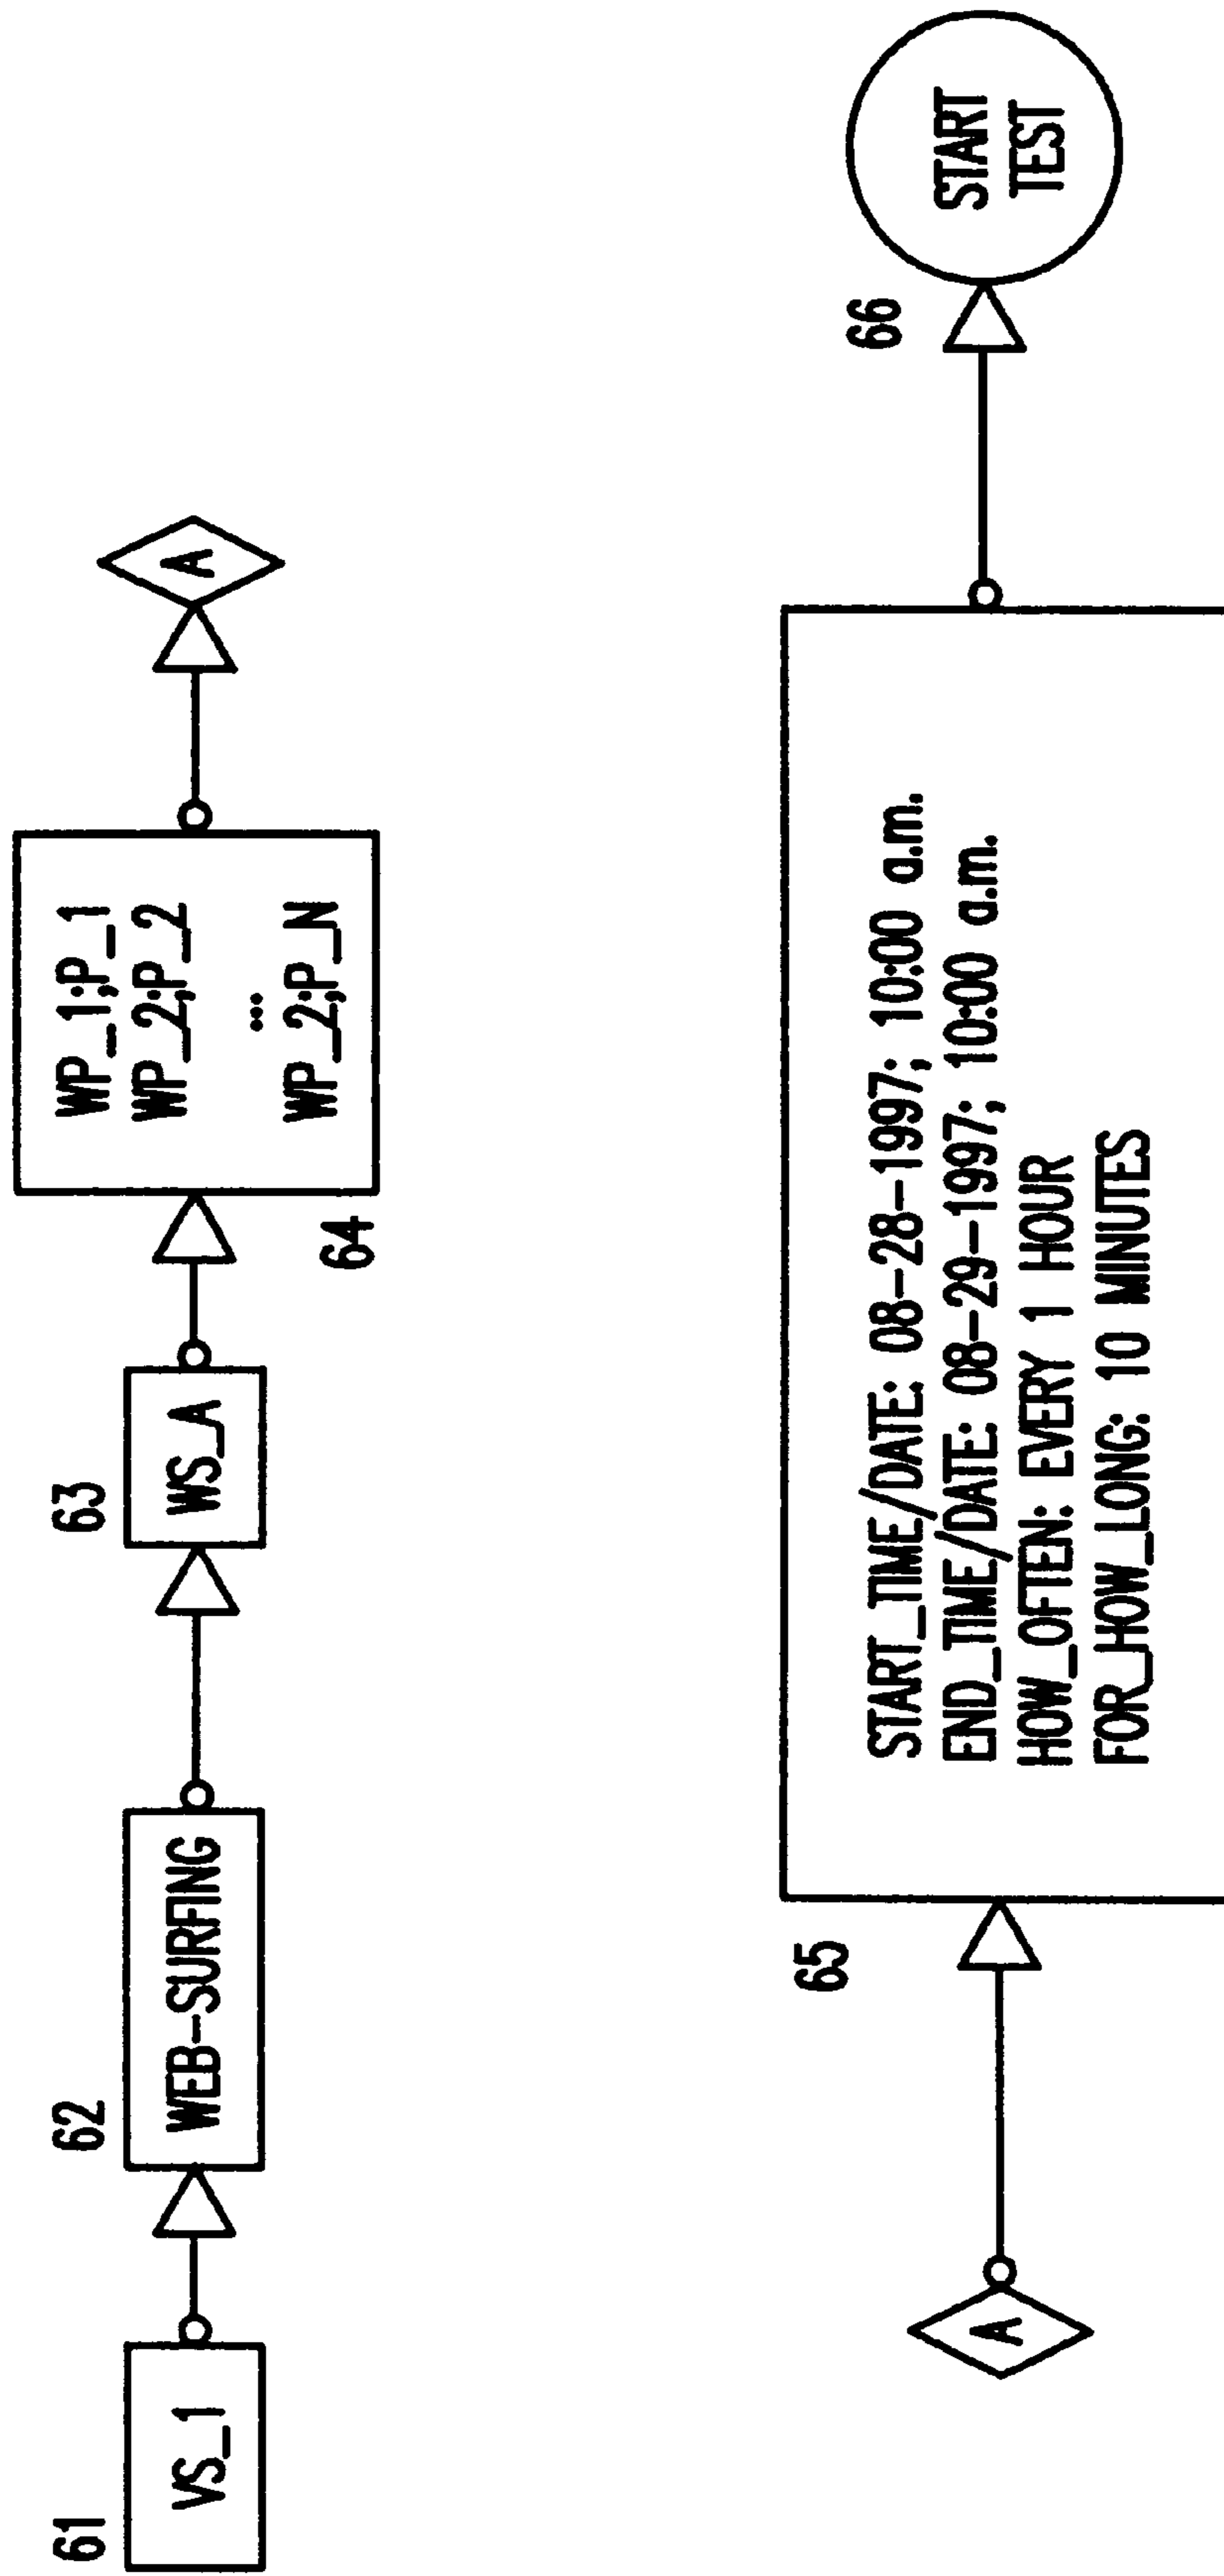 61
VS_1
62
WEB-SURFING
63
WS_A
64
WP_1;P_1
WP_2;P_2
...
WP_2;P_N
A
A
65
START_TIME/DATE: 08-28-1997; 10:00 a.m.
END_TIME/DATE: 08-29-1997; 10:00 a.m.
HOW_OFTEN: EVERY 1 HOUR
FOR_HOW_LONG: 10 MINUTES
66
START
TEST